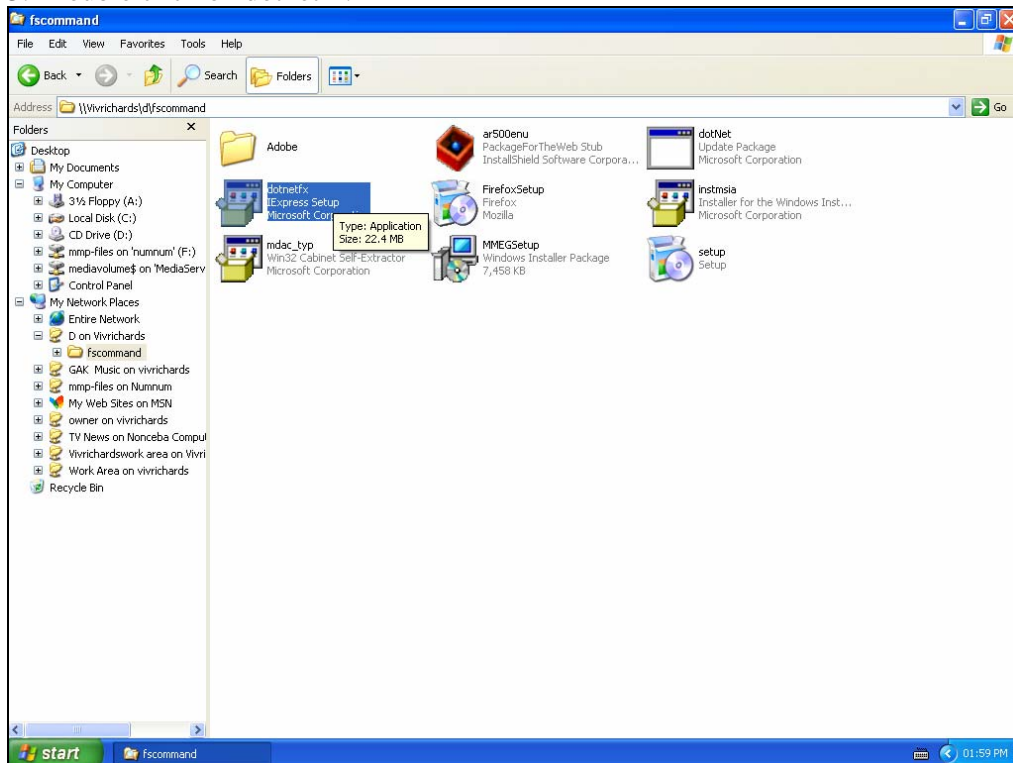 fscommand
File Edit View Favorites Tools Help
Back Search Folders
Address \\Vivrichards\d\fscommand Go
Folders
Desktop
My Documents
My Computer
3½ Floppy (A:)
Local Disk (C:)
CD Drive (D:)
mmp-files on 'numnum' (F:)
mediavolume$ on 'MediaServ
Control Panel
My Network Places
Entire Network
D on Vivrichards
fscommand
GAK Music on vivrichards
mmp-files on Numnum
My Web Sites on MSN
owner on vivrichards
TV News on Nonceba Comput
Vivrichardswork area on Vivri
Work Area on vivrichards
Recycle Bin
Adobe
ar500enu
PackageForTheWeb Stub
InstallShield Software Corpora...
dotNet
Update Package
Microsoft Corporation
dotnetfx
IExpress Setup
Microsoft
Type: Application
Size: 22.4 MB
FirefoxSetup
Firefox
Mozilla
instmsia
Installer for the Windows Inst...
Microsoft Corporation
mdac_typ
Win32 Cabinet Self-Extractor
Microsoft Corporation
MMEGSetup
Windows Installer Package
7,458 KB
setup
Setup
start fscommand 01:59 PM